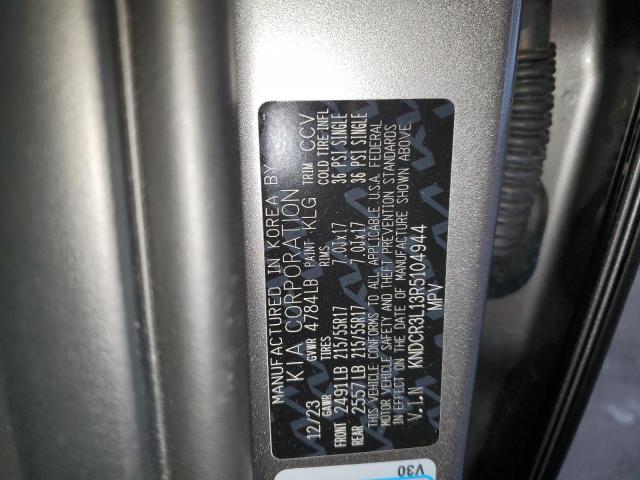 MANUFACTURED IN KOREA BY
KIA CORPORATION
12/23 GVWR 4784LB PAINT KLG TRIM CCV
GAWR TIRES RIMS COLD TIRE INFL
FRONT 2491LB 215/55R17 7.0Jx17 36 PSI SINGLE
REAR 2557LB 215/55R17 7.0Jx17 36 PSI SINGLE
THIS VEHICLE CONFORMS TO ALL APPLICABLE U.S.A. FEDERAL
MOTOR VEHICLE SAFETY AND THEFT PREVENTION STANDARDS
IN EFFECT ON THE DATE OF MANUFACTURE SHOWN ABOVE
V.I.N KNDCR3L13R5104944
MPV
V30